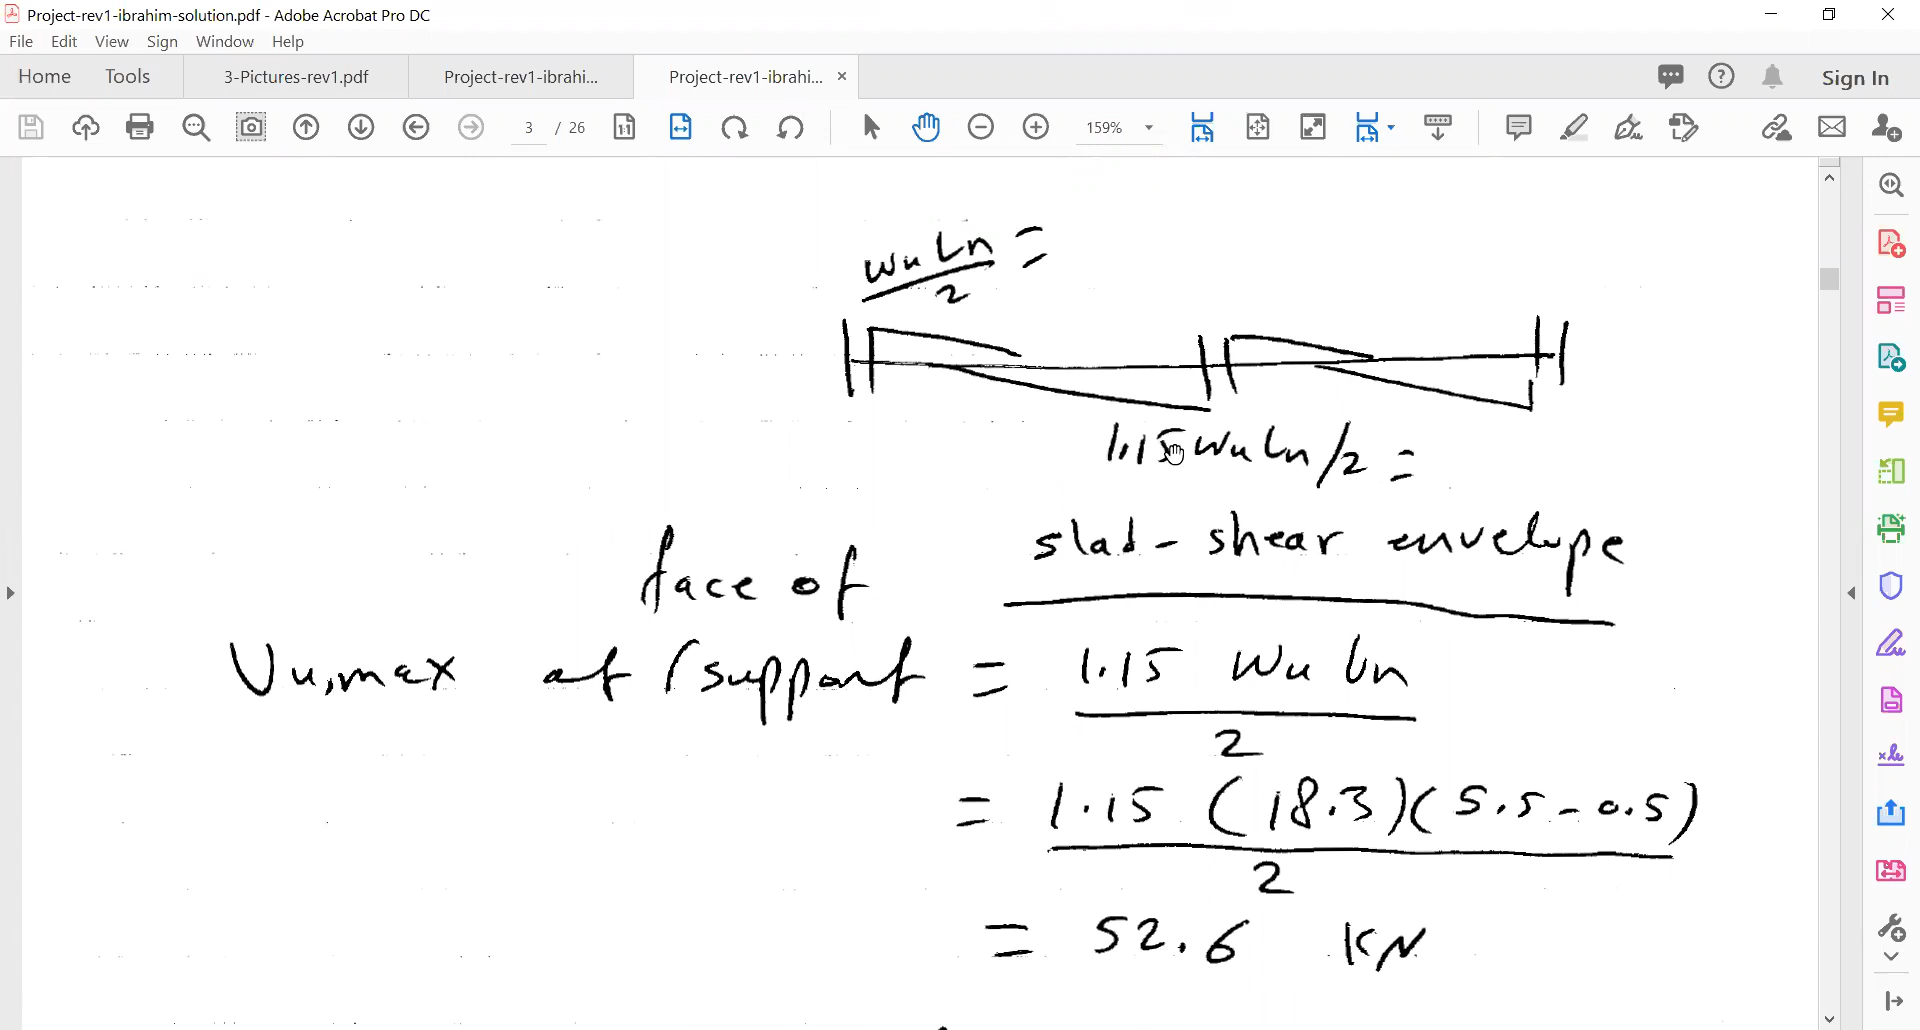 Project-rev1-ibrahim-solution.pdf - Adobe Acrobat Pro DC
File Edit View Sign Window Help
Home Tools 3-Pictures-rev1.pdf Project-rev1-ibrahi... Project-rev1-ibrahi... × Sign In
3 / 26 159%
Wu Ln =
2
1.15 Wu Ln/2 =
slab - shear envelope
face of
Vu,max at (support = 1.15 Wu Ln
2
= 1.15 (18.3)(5.5-0.5)
2
= 52.6 KN